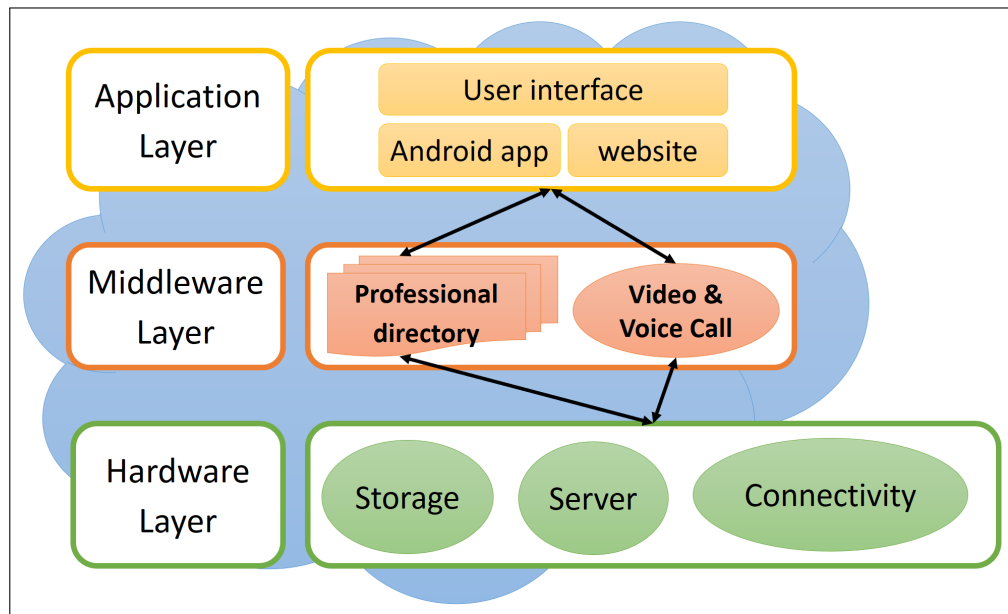 Application
Layer
User interface
Android app
website
Middleware
Layer
Professional
directory
Video &
Voice Call
Hardware
Layer
Storage
Server
Connectivity